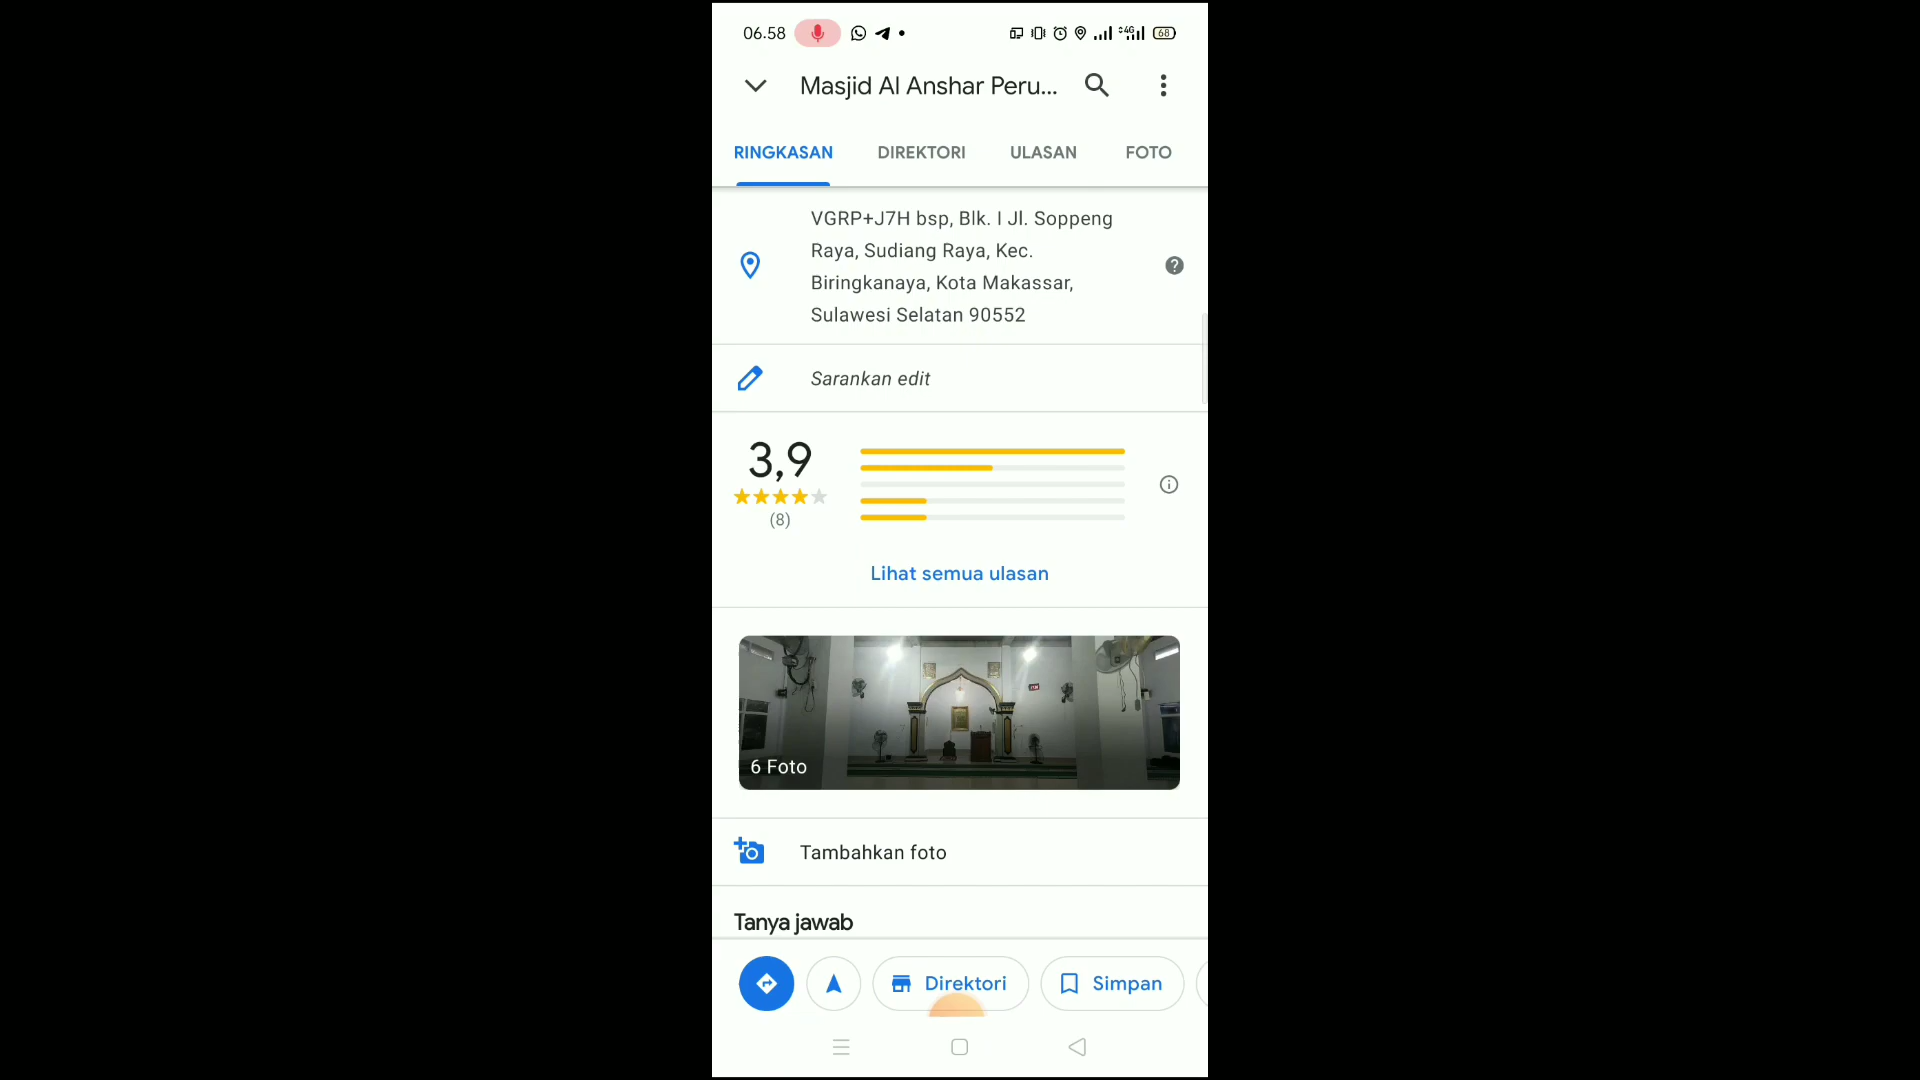 06.58
4G
68
Masjid Al Anshar Peru...
RINGKASAN
DIREKTORI
ULASAN
FOTO
VGRP+J7H bsp, Blk. I Jl. Soppeng
Raya, Sudiang Raya, Kec.
Biringkanaya, Kota Makassar,
Sulawesi Selatan 90552
Sarankan edit
3,9
(8)
Lihat semua ulasan
6 Foto
Tambahkan foto
Tanya jawab
Direktori
Simpan